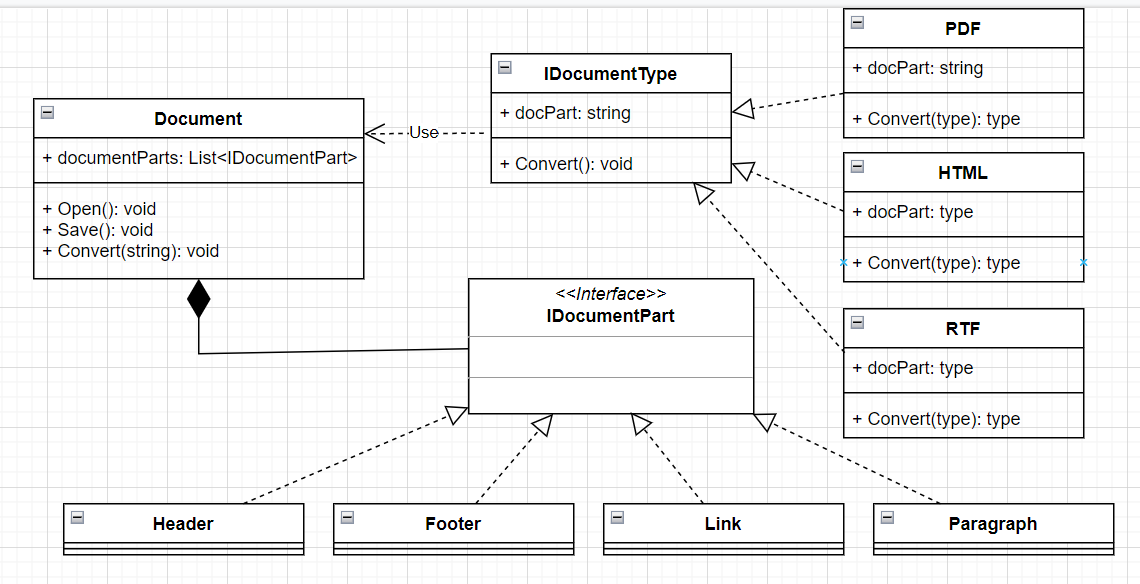 Document
+ documentParts: List<IDocumentPart>
+ Open(): void
+ Save(): void
+ Convert(string): void
Use
IDocumentType
+ docPart: string
+ Convert(): void
PDF
+ docPart: string
+ Convert(type): type
HTML
+ docPart: type
+ Convert(type): type
RTF
+ docPart: type
+ Convert(type): type
<<Interface>>
IDocumentPart
Header
Footer
Link
Paragraph